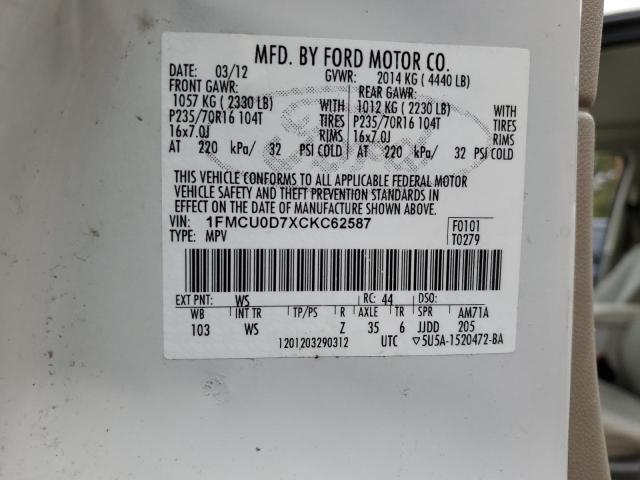 MFD. BY FORD MOTOR CO.
DATE: 03/12 GVWR: 2014 KG ( 4440 LB)
FRONT GAWR: REAR GAWR:
1057 KG ( 2330 LB) WITH 1012 KG ( 2230 LB) WITH
P235/70R16 104T TIRES P235/70R16 104T TIRES
16x7.0J RIMS 16x7.0J RIMS
AT 220 kPa/ 32 PSI COLD AT 220 kPa/ 32 PSI COLD
THIS VEHICLE CONFORMS TO ALL APPLICABLE FEDERAL MOTOR
VEHICLE SAFETY AND THEFT PREVENTION STANDARDS IN
EFFECT ON THE DATE OF MANUFACTURE SHOWN ABOVE.
VIN: 1FMCU0D7XCKC62587 F0101
TYPE: MPV T0279
EXT PNT: WS RC: 44 DSO:
WB INT TR TP/PS R AXLE TR SPR AM71A
103 WS Z 35 6 JJDD 205
1201203290312 UTC ▽5U5A-1520472-BA